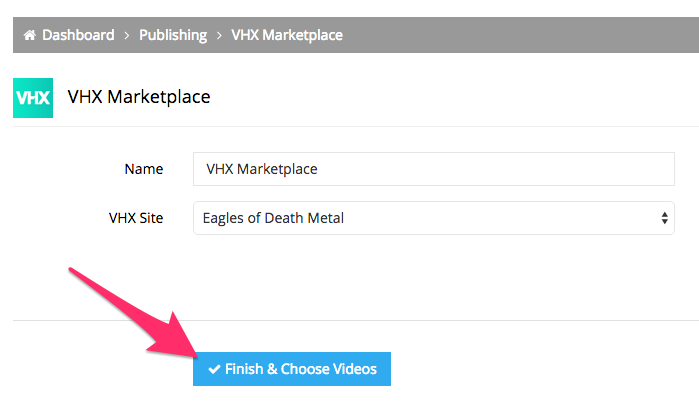 Dashboard > Publishing > VHX Marketplace
VHX VHX Marketplace
Name VHX Marketplace
VHX Site Eagles of Death Metal
Finish & Choose Videos